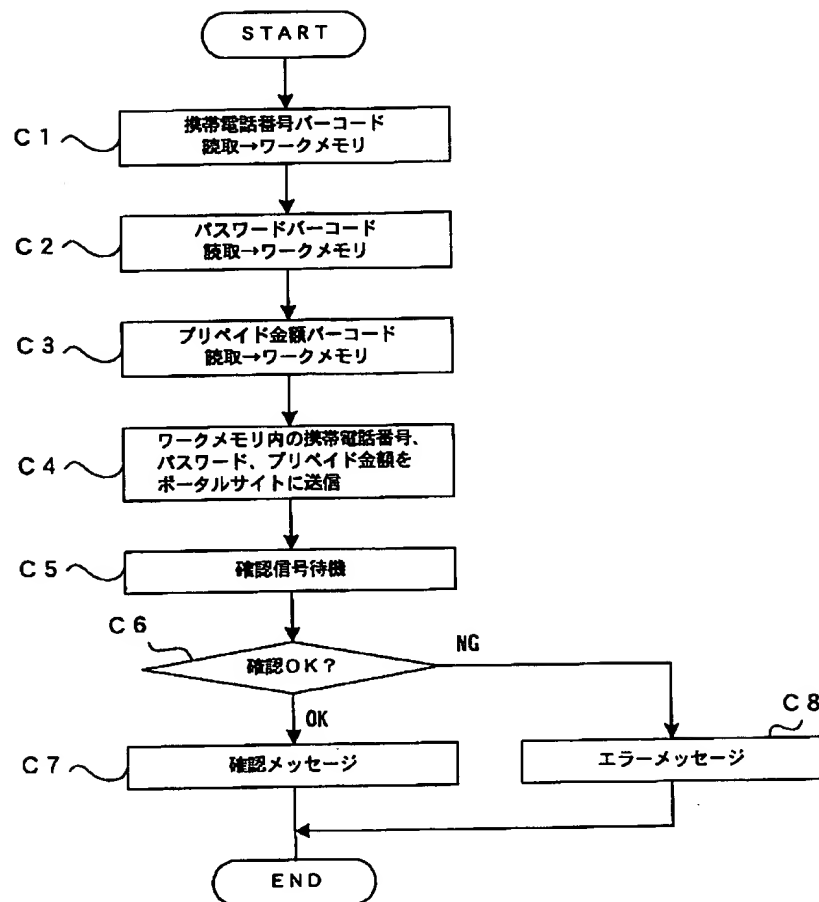 START
C1
携帯電話番号バーコード
読取→ワークメモリ
C2
パスワードバーコード
読取→ワークメモリ
C3
プリペイド金額バーコード
読取→ワークメモリ
C4
ワークメモリ内の携帯電話番号、
パスワード、プリペイド金額を
ポータルサイトに送信
C5
確認信号待機
C6
確認OK？
NG
OK
C7
確認メッセージ
C8
エラーメッセージ
END